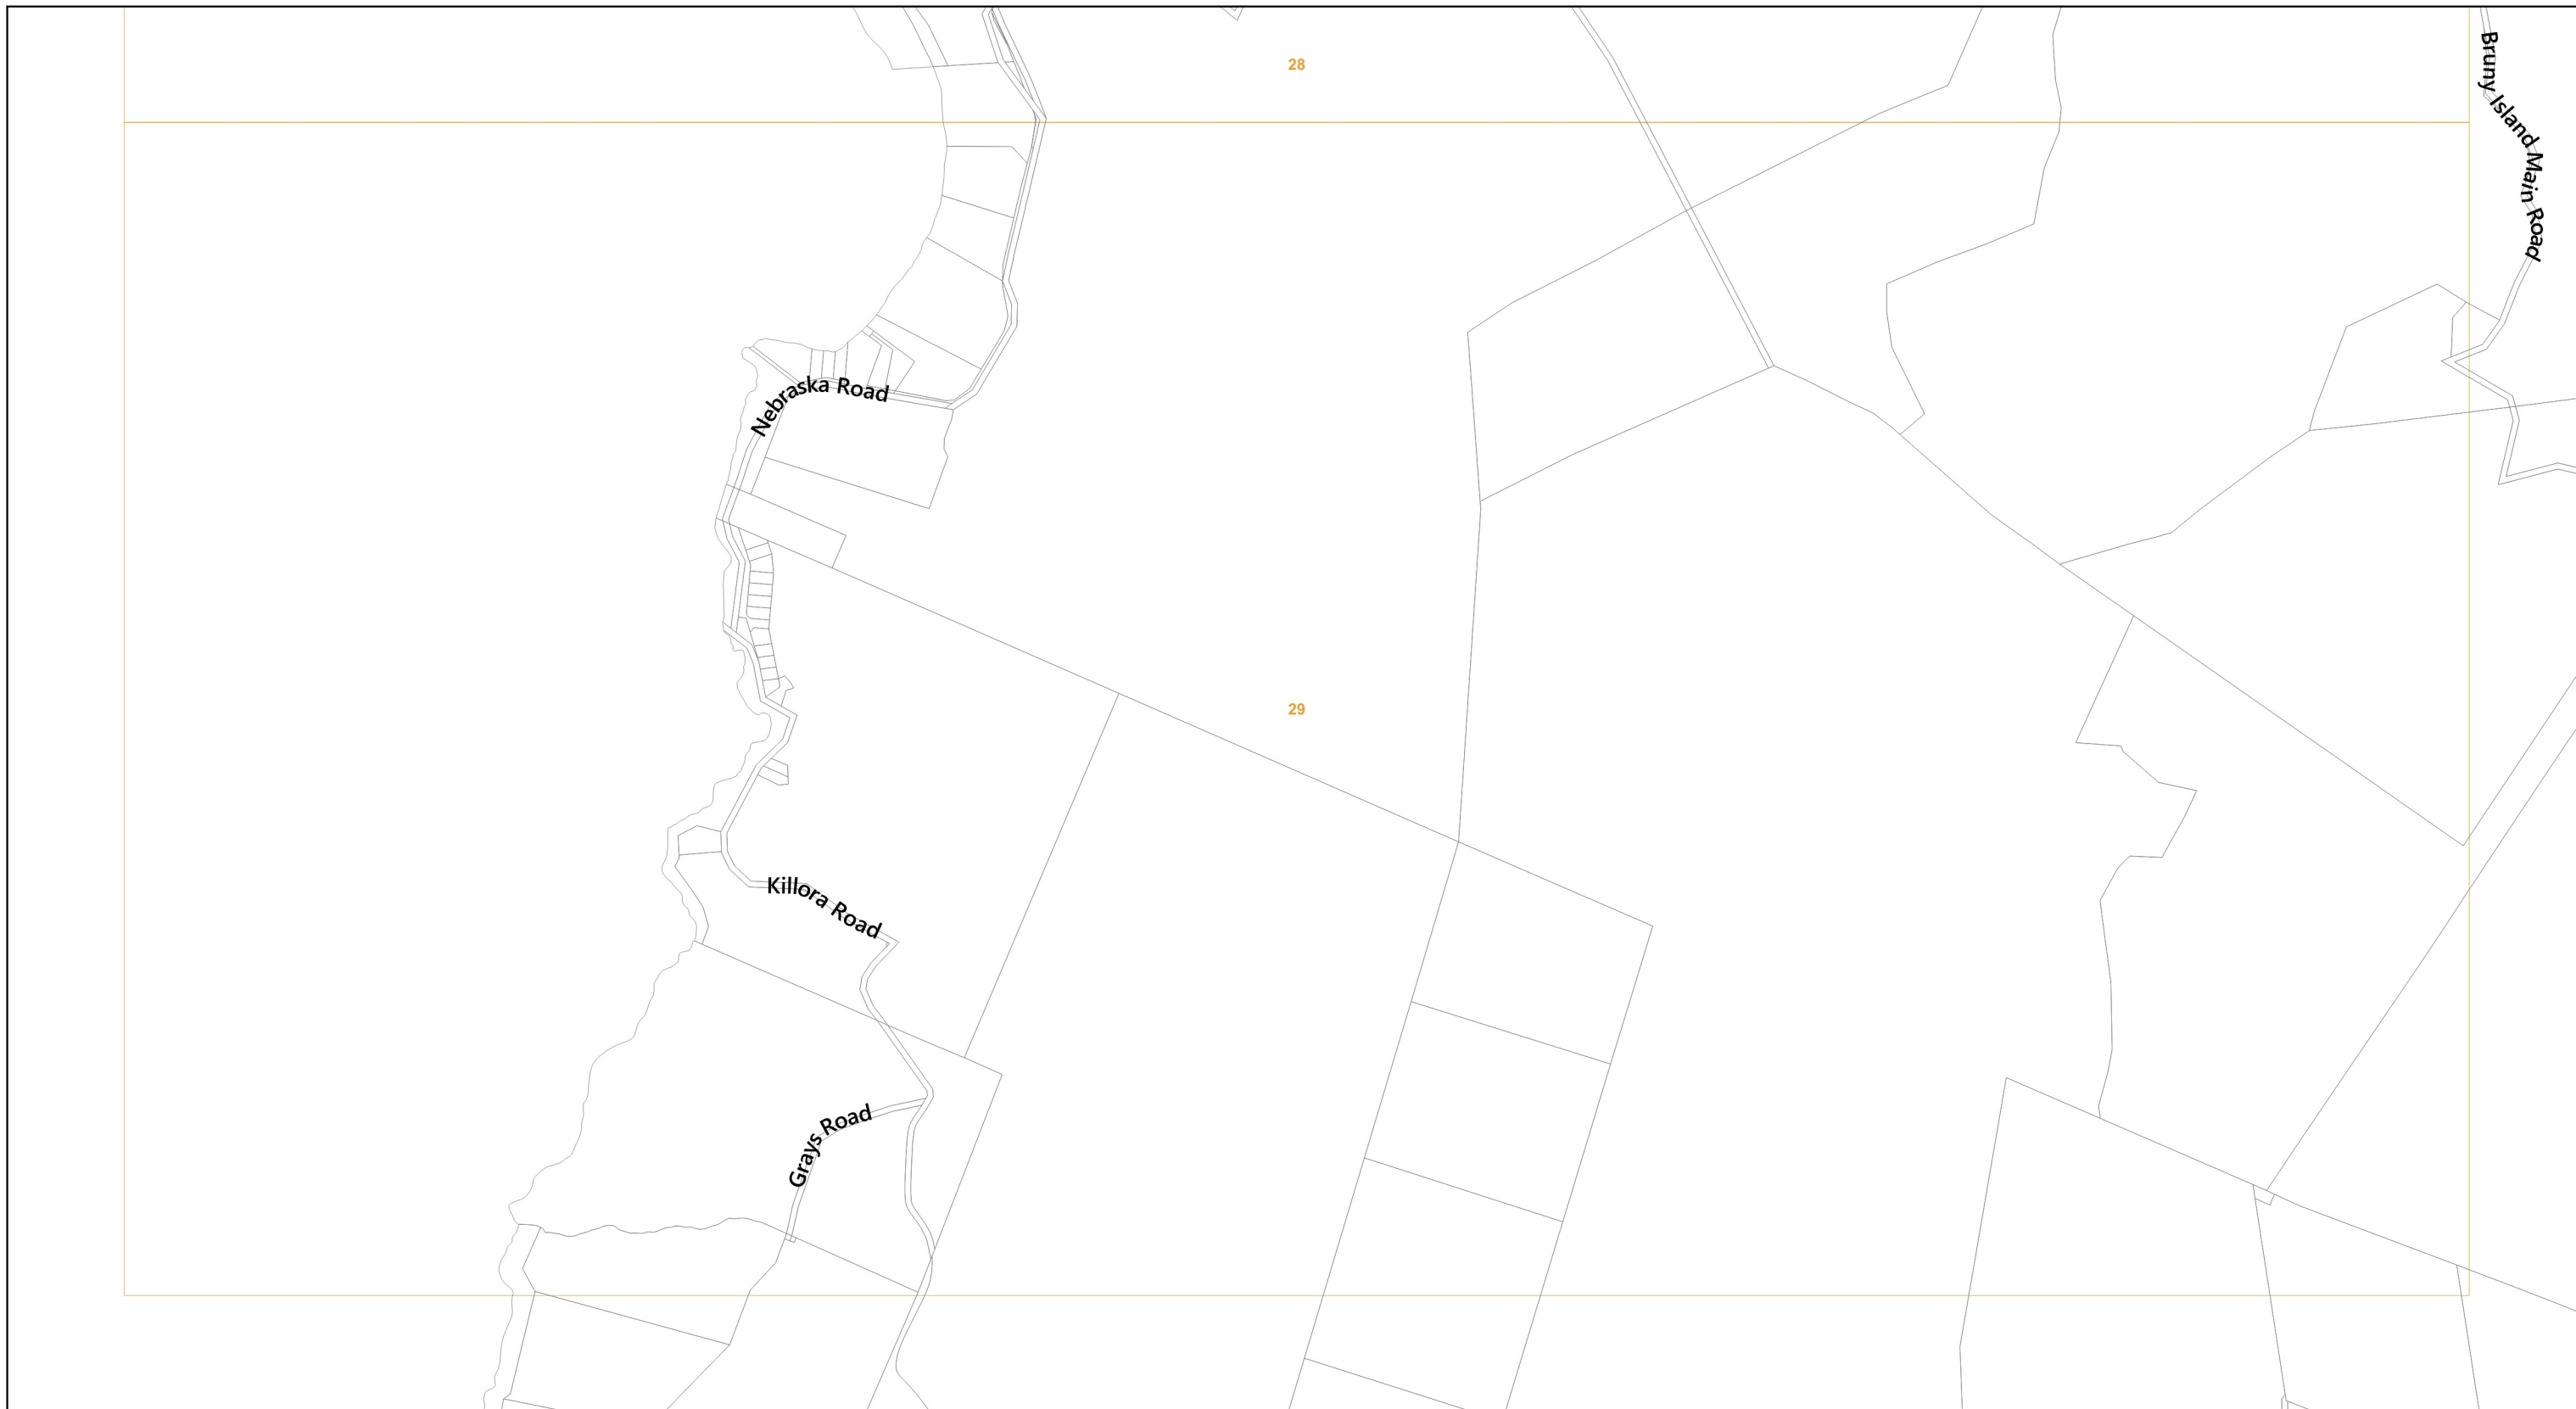 28
Bruny Island Main Road
Nebraska Road
29
Killora Road
Grays Road